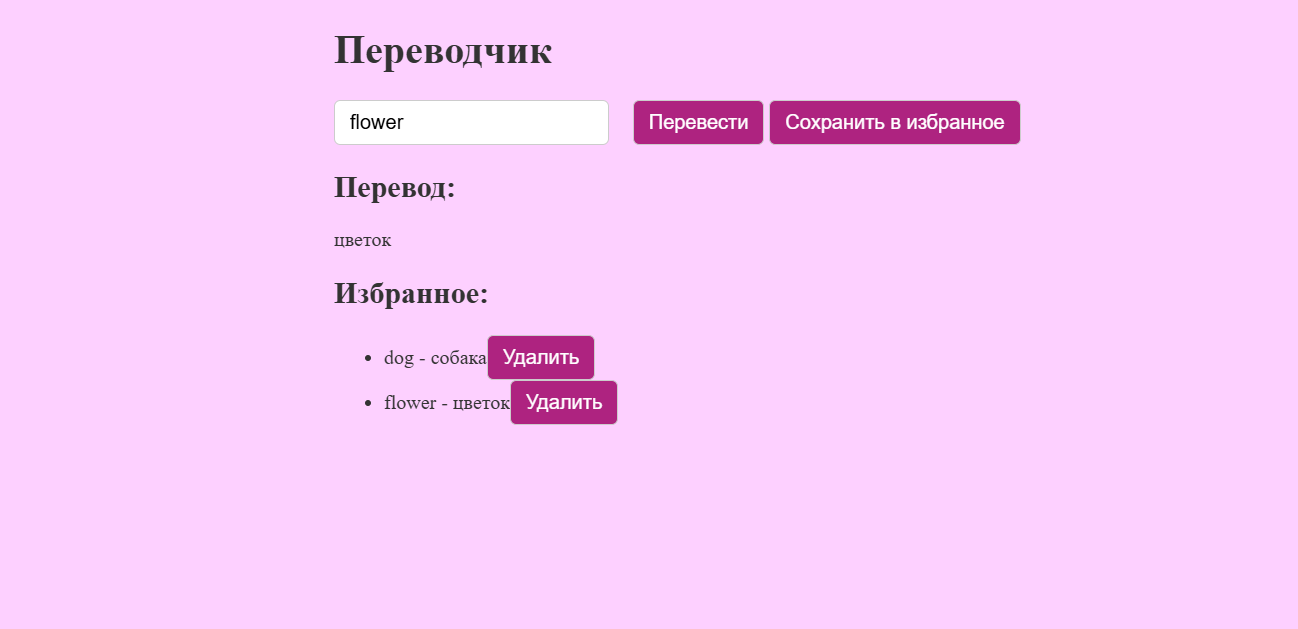 Переводчик
flower Перевести Сохранить в избранное
Перевод:
цветок
Избранное:
dog - собака Удалить
flower - цветок Удалить